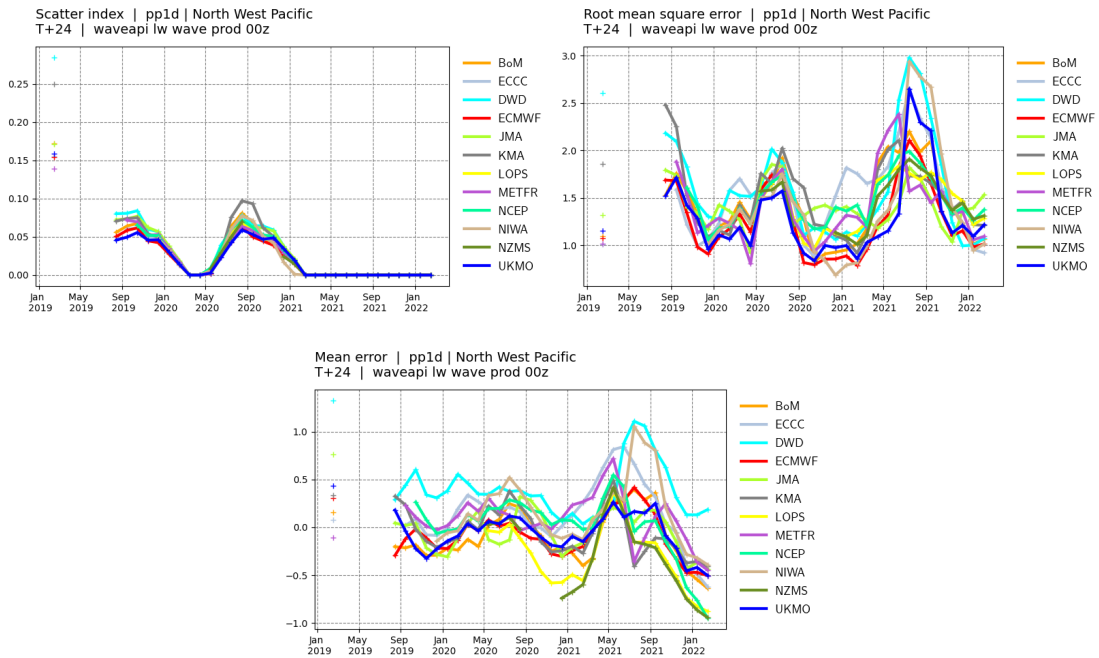 Scatter index | pp1d | North West Pacific
T+24 | waveapi lw wave prod 00z
0.25
0.20
0.15
0.10
0.05
0.00
Jan 2019
May 2019
Sep 2019
Jan 2020
May 2020
Sep 2020
Jan 2021
May 2021
Sep 2021
Jan 2022
BoM
ECCC
DWD
ECMWF
JMA
KMA
LOPS
METFR
NCEP
NIWA
NZMS
UKMO
Root mean square error | pp1d | North West Pacific
T+24 | waveapi lw wave prod 00z
3.0
2.5
2.0
1.5
1.0
Jan 2019
May 2019
Sep 2019
Jan 2020
May 2020
Sep 2020
Jan 2021
May 2021
Sep 2021
Jan 2022
BoM
ECCC
DWD
ECMWF
JMA
KMA
LOPS
METFR
NCEP
NIWA
NZMS
UKMO
Mean error | pp1d | North West Pacific
T+24 | waveapi lw wave prod 00z
1.0
0.5
0.0
−0.5
−1.0
Jan 2019
May 2019
Sep 2019
Jan 2020
May 2020
Sep 2020
Jan 2021
May 2021
Sep 2021
Jan 2022
BoM
ECCC
DWD
ECMWF
JMA
KMA
LOPS
METFR
NCEP
NIWA
NZMS
UKMO